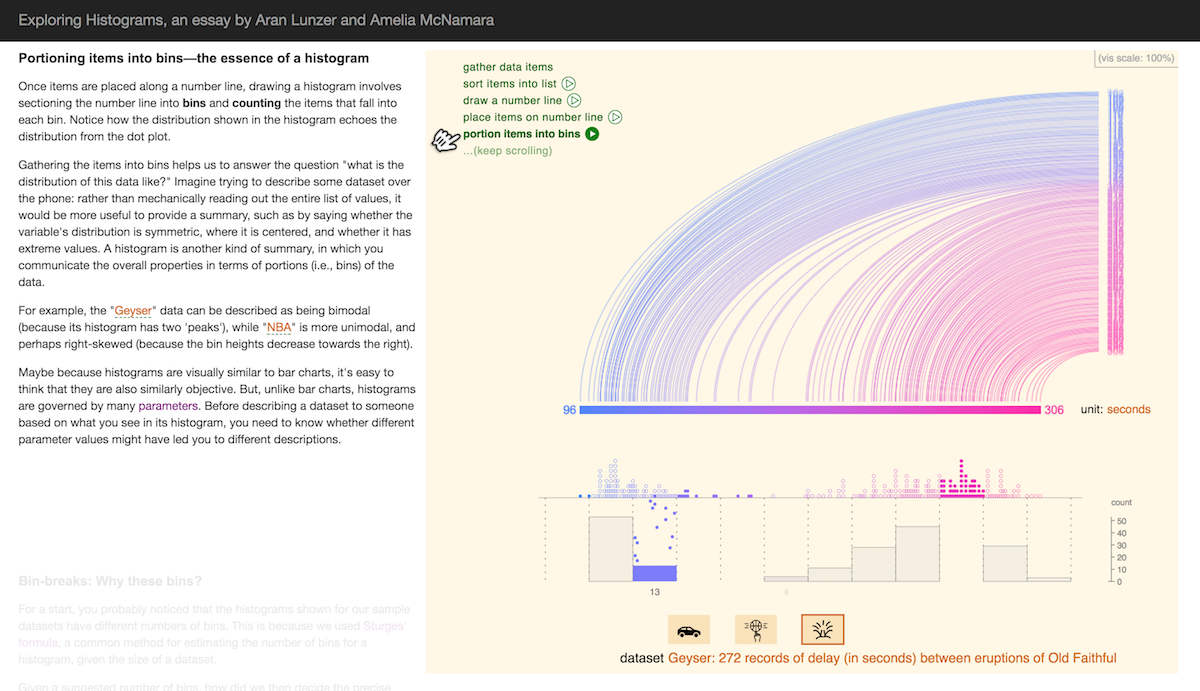 Exploring Histograms, an essay by Aran Lunzer and Amelia McNamara
Portioning items into bins—the essence of a histogram
Once items are placed along a number line, drawing a histogram involves
sectioning the number line into bins and counting the items that fall into
each bin. Notice how the distribution shown in the histogram echoes the
distribution from the dot plot.
Gathering the items into bins helps us to answer the question "what is the
distribution of this data like?" Imagine trying to describe some dataset over
the phone: rather than mechanically reading out the entire list of values, it
would be more useful to provide a summary, such as by saying whether the
variable's distribution is symmetric, where it is centered, and whether it has
extreme values. A histogram is another kind of summary, in which you
communicate the overall properties in terms of portions (i.e., bins) of the
data.
For example, the "Geyser" data can be described as being bimodal
(because its histogram has two 'peaks'), while "NBA" is more unimodal, and
perhaps right-skewed (because the bin heights decrease towards the right).
Maybe because histograms are visually similar to bar charts, it's easy to
think that they are also similarly objective. But, unlike bar charts, histograms
are governed by many parameters. Before describing a dataset to someone
based on what you see in its histogram, you need to know whether different
parameter values might have led you to different descriptions.
Bin-breaks: Why these bins?
For a start, you probably noticed that the histograms shown for our sample
datasets have different numbers of bins. This is because we used Sturges'
formula, a common method for estimating the number of bins for a
histogram, given the size of a dataset.
Given a suggested number of bins, how did we then decide the precise
(vis scale: 100%)
gather data items
sort items into list
draw a number line
place items on number line
portion items into bins
...(keep scrolling)
96
306
unit: seconds
count
50
40
30
20
10
0
13
4
dataset Geyser: 272 records of delay (in seconds) between eruptions of Old Faithful